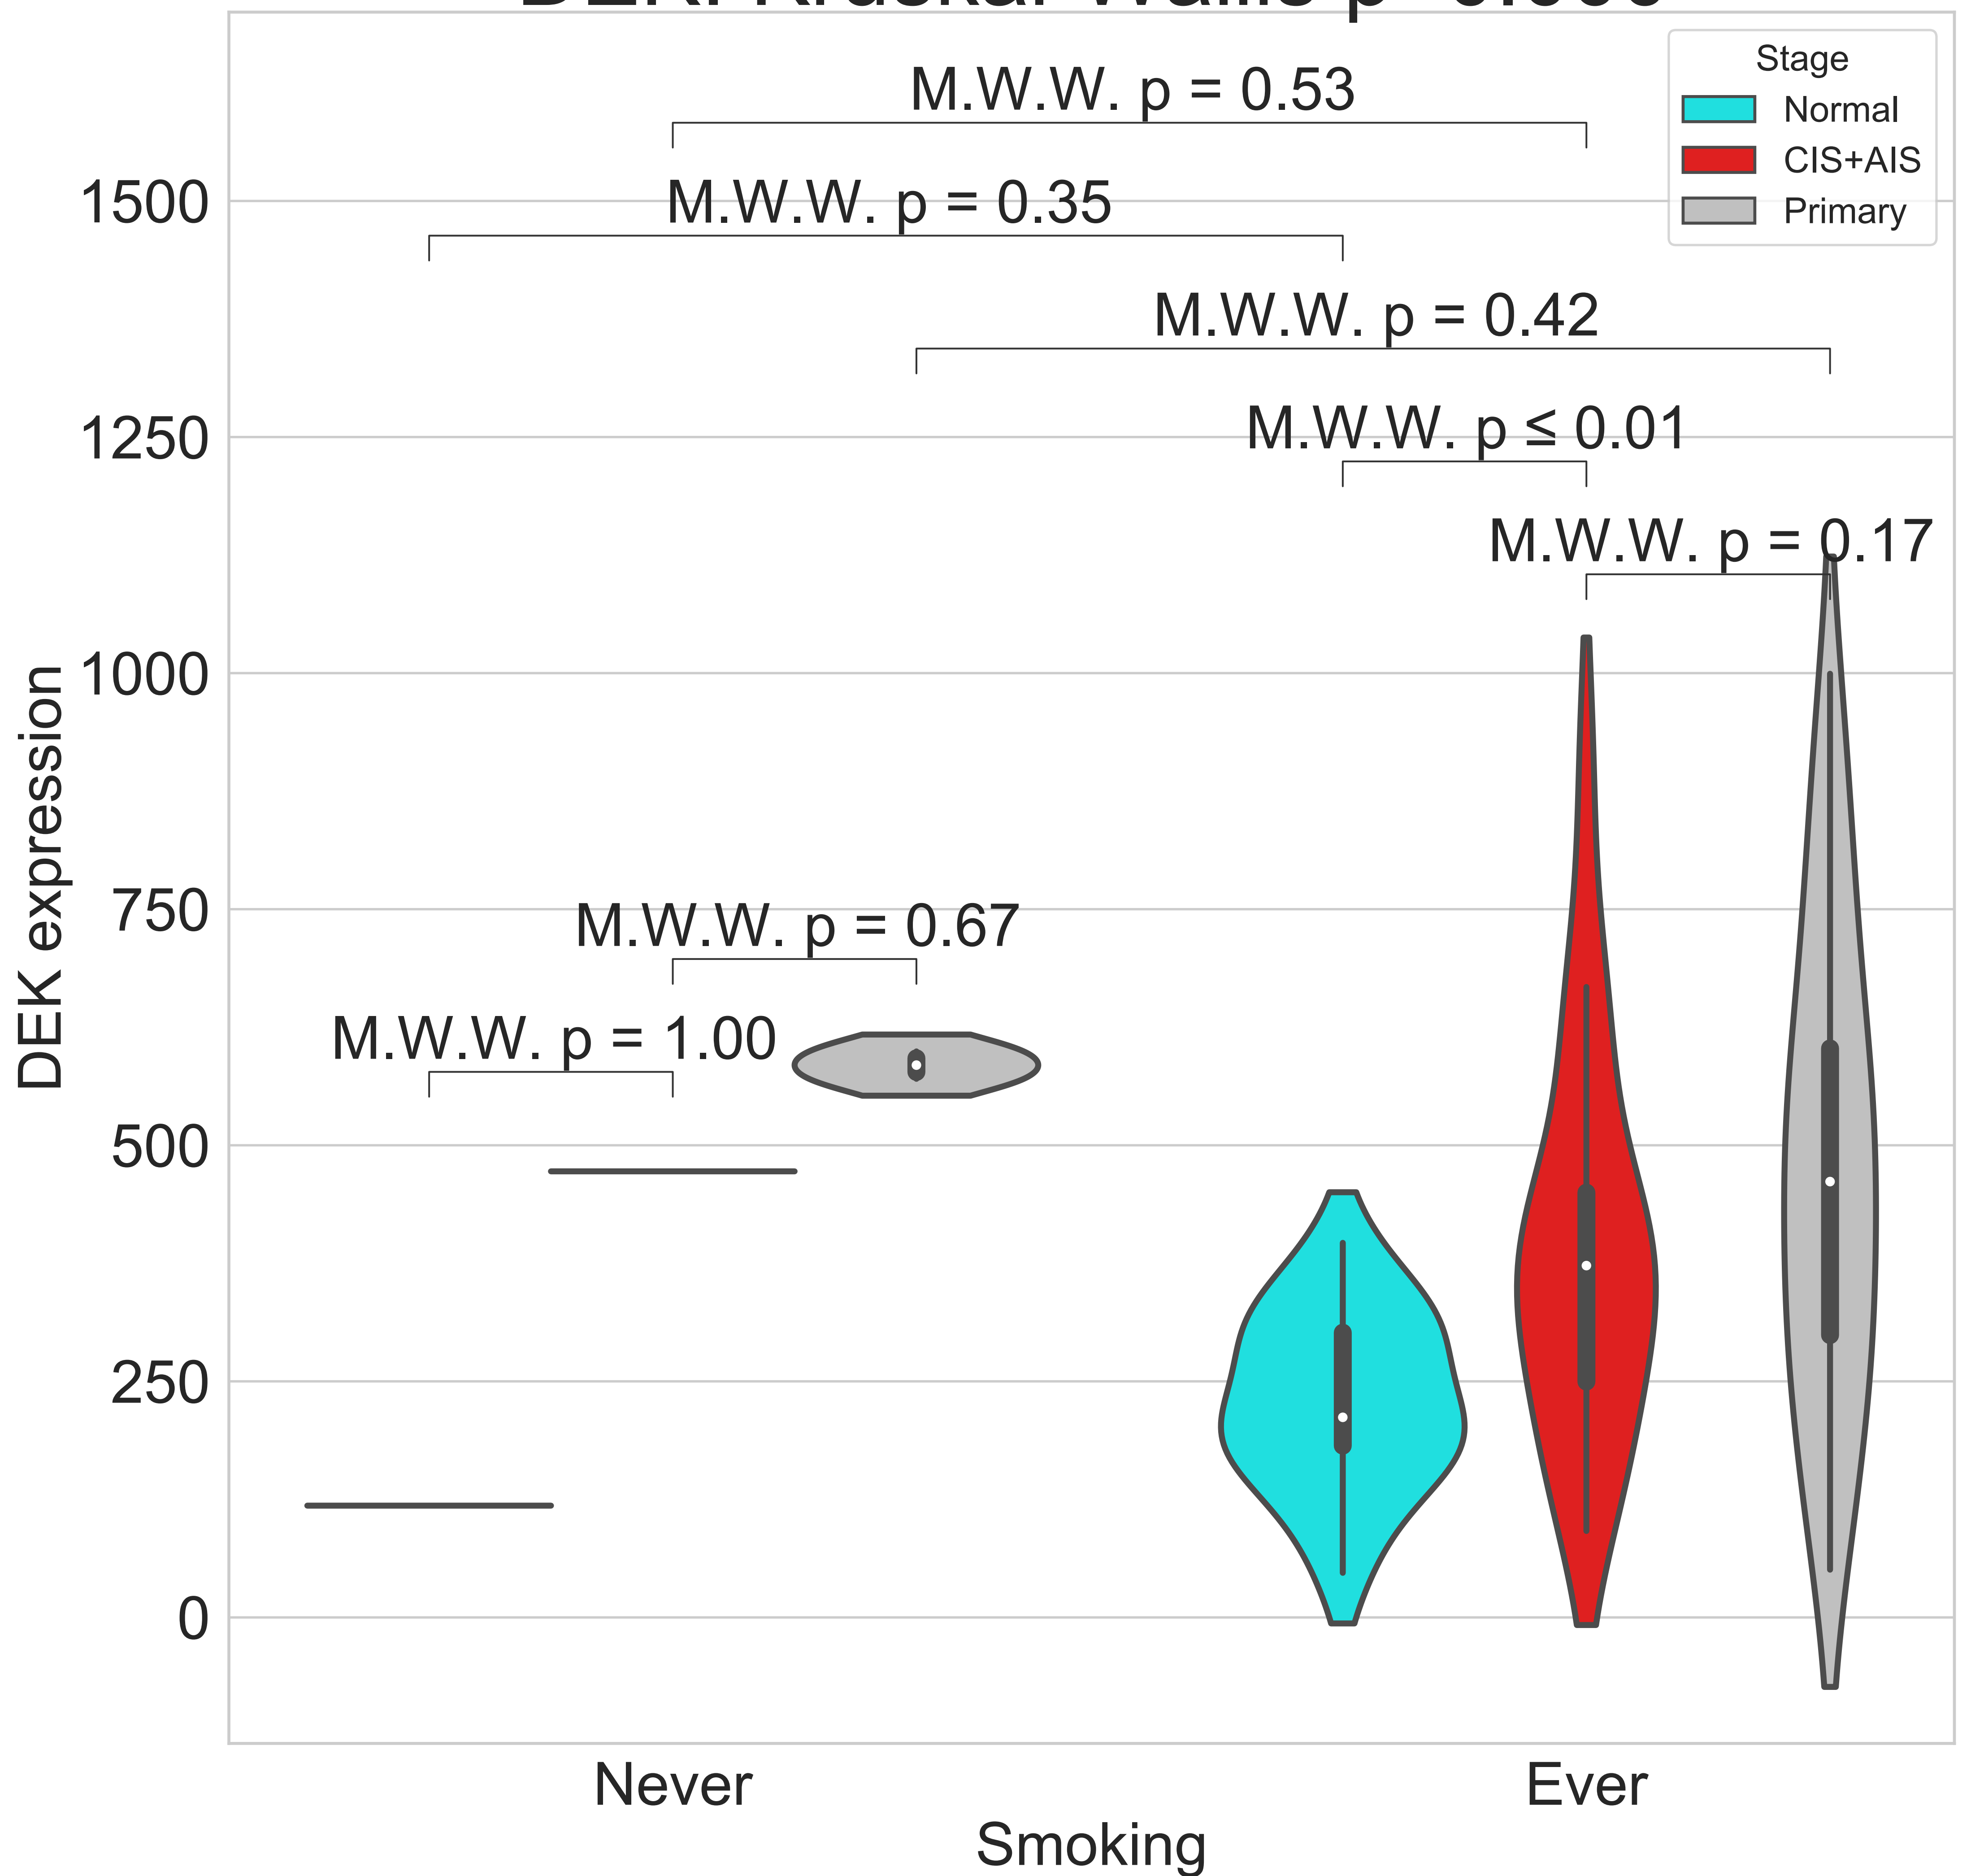 Stage
Normal
CIS+AIS
Primary
M.W.W. p = 0.53
M.W.W. p = 0.35
M.W.W. p = 0.42
M.W.W. p ≤ 0.01
M.W.W. p = 0.17
M.W.W. p = 0.67
M.W.W. p = 1.00
1500
1250
1000
750
500
250
0
DEK expression
Never
Ever
Smoking